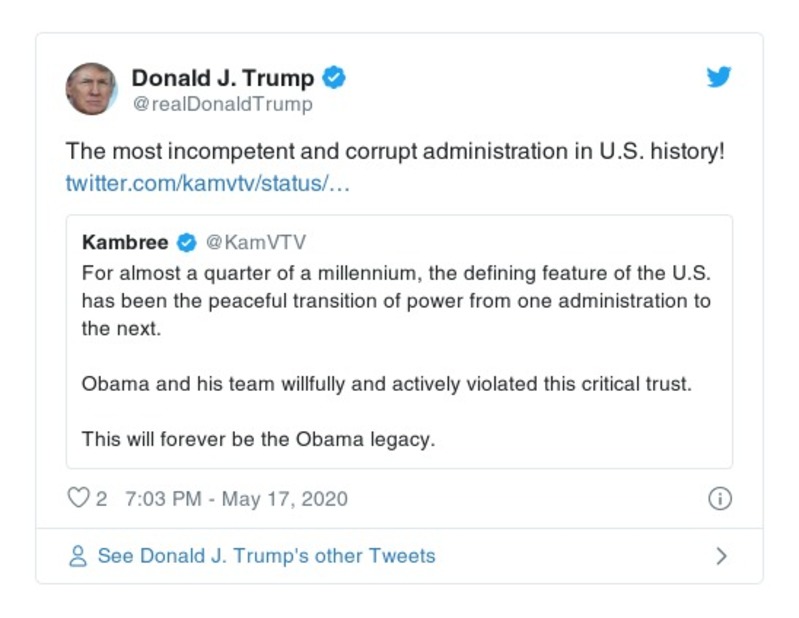 Donald J. Trump
@realDonaldTrump
The most incompetent and corrupt administration in U.S. history!
twitter.com/kamvtv/status/…
Kambree @KamVTV
For almost a quarter of a millennium, the defining feature of the U.S.
has been the peaceful transition of power from one administration to
the next.
Obama and his team willfully and actively violated this critical trust.
This will forever be the Obama legacy.
2 7:03 PM - May 17, 2020
See Donald J. Trump's other Tweets